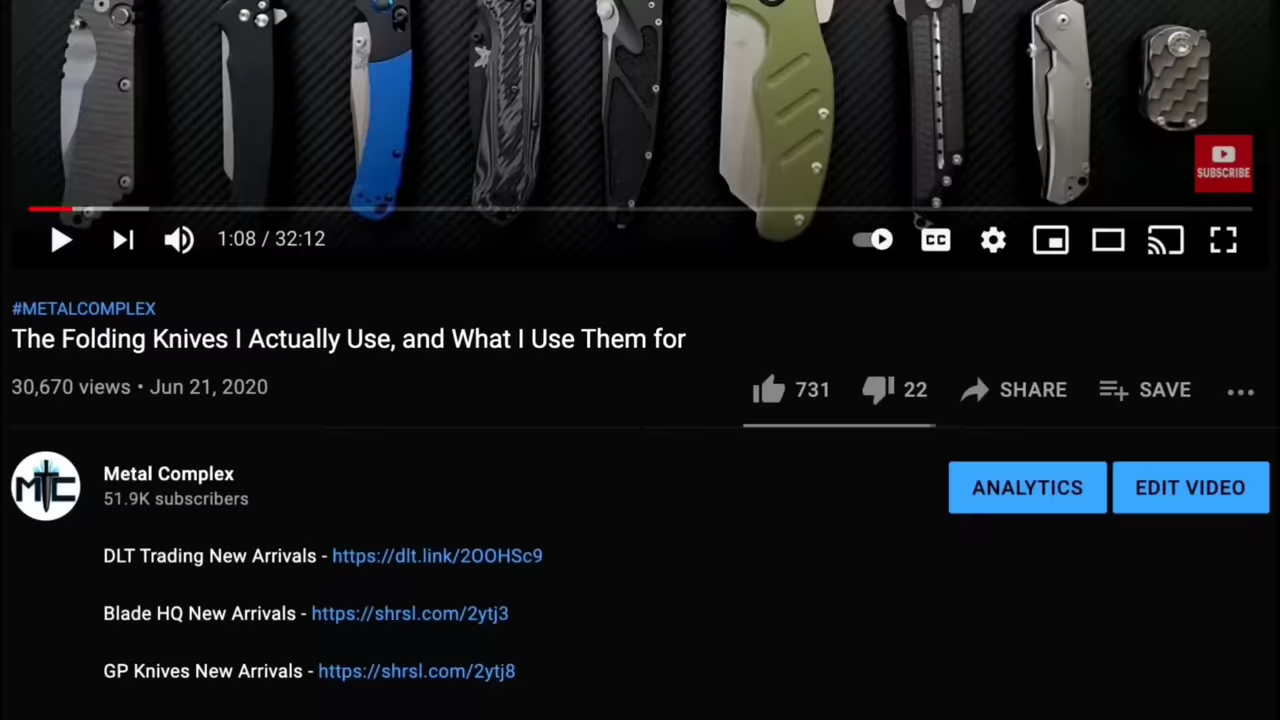 SUBSCRIBE
1:08 / 32:12
CC
#METALCOMPLEX
The Folding Knives I Actually Use, and What I Use Them for
30,670 views • Jun 21, 2020
731 22 SHARE SAVE
MTC
Metal Complex
51.9K subscribers
ANALYTICS EDIT VIDEO
DLT Trading New Arrivals - https://dlt.link/2OOHSc9
Blade HQ New Arrivals - https://shrsl.com/2ytj3
GP Knives New Arrivals - https://shrsl.com/2ytj8